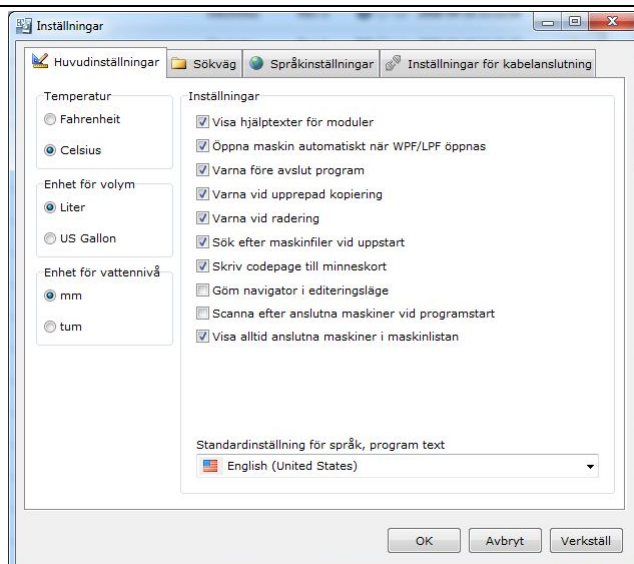 Inställningar
Huvudinställningar
Sökväg
Språkinställningar
Inställningar för kabelanslutning
Temperatur
Fahrenheit
Celsius
Enhet för volym
Liter
US Gallon
Enhet för vattennivå
mm
tum
Inställningar
Visa hjälptexter för moduler
Öppna maskin automatiskt när WPF/LPF öppnas
Varna före avslut program
Varna vid upprepad kopiering
Varna vid radering
Sök efter maskinfiler vid uppstart
Skriv codepage till minneskort
Göm navigator i editeringsläge
Scanna efter anslutna maskiner vid programstart
Visa alltid anslutna maskiner i maskinlistan
Standardinställning för språk, program text
English (United States)
OK
Avbryt
Verkställ